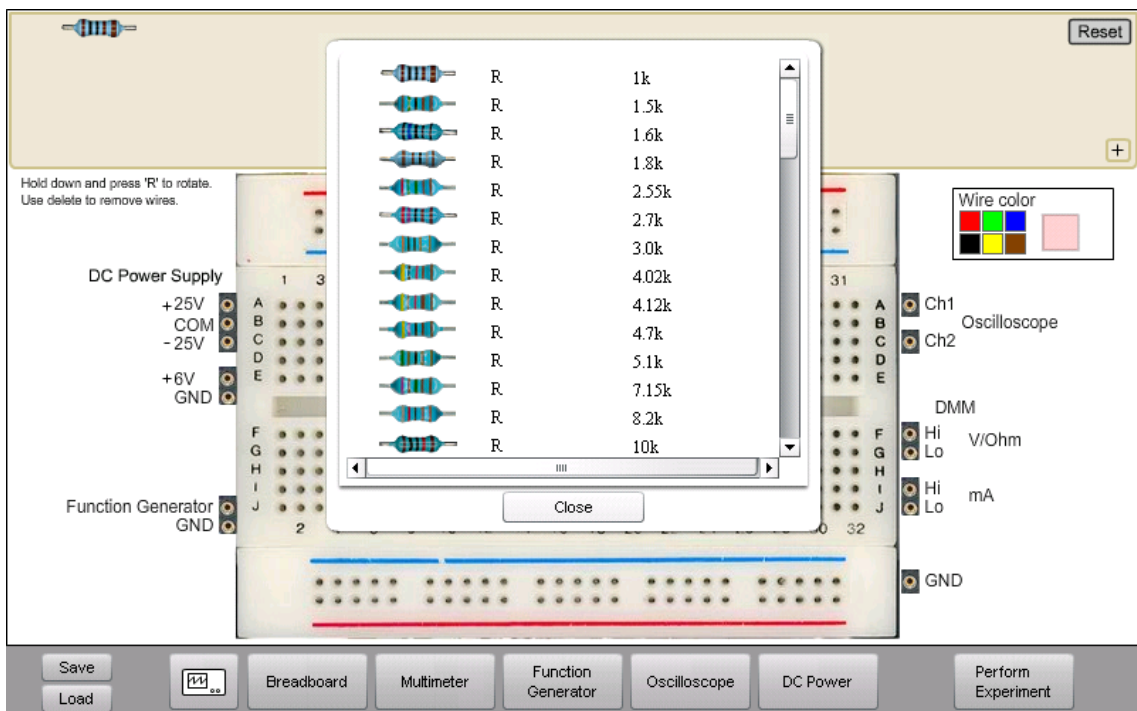 Reset
R 1k
R 1.5k
R 1.6k
R 1.8k
R 2.55k
R 2.7k
R 3.0k
R 4.02k
R 4.12k
R 4.7k
R 5.1k
R 7.15k
R 8.2k
R 10k
Close
+
Hold down and press 'R' to rotate.
Use delete to remove wires.
Wire color
DC Power Supply
+25V
COM
-25V
+6V
GND
Function Generator
GND
1 3
31
A
B
C
D
E
F
G
H
I
J
2
32
A
B
C
D
E
F
G
H
I
J
Ch1
Oscilloscope
Ch2
DMM
Hi
V/Ohm
Lo
Hi
mA
Lo
GND
Save
Load
Breadboard
Multimeter
Function
Generator
Oscilloscope
DC Power
Perform
Experiment